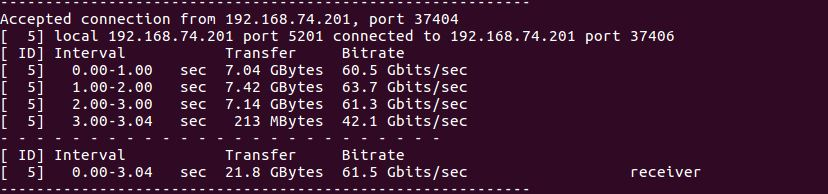 -----------------------------------------------------------
Accepted connection from 192.168.74.201, port 37404
[  5] local 192.168.74.201 port 5201 connected to 192.168.74.201 port 37406
[ ID] Interval           Transfer     Bitrate
[  5]   0.00-1.00   sec  7.04 GBytes  60.5 Gbits/sec
[  5]   1.00-2.00   sec  7.42 GBytes  63.7 Gbits/sec
[  5]   2.00-3.00   sec  7.14 GBytes  61.3 Gbits/sec
[  5]   3.00-3.04   sec   213 MBytes  42.1 Gbits/sec
- - - - - - - - - - - - - - - - - - - - - - - - -
[ ID] Interval           Transfer     Bitrate
[  5]   0.00-3.04   sec  21.8 GBytes  61.5 Gbits/sec                  receiver
-----------------------------------------------------------